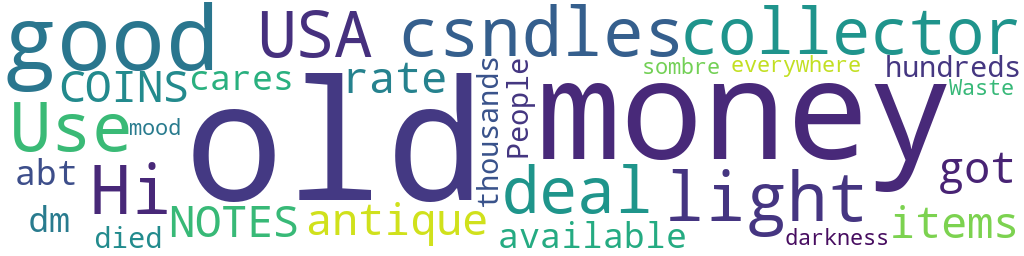 good USA csndles collector
COINS cares rate sombre everywhere hundreds
Use mood old thousands People money Waste
abt Hi deal light got
dm NOTES antique items
died available darkness